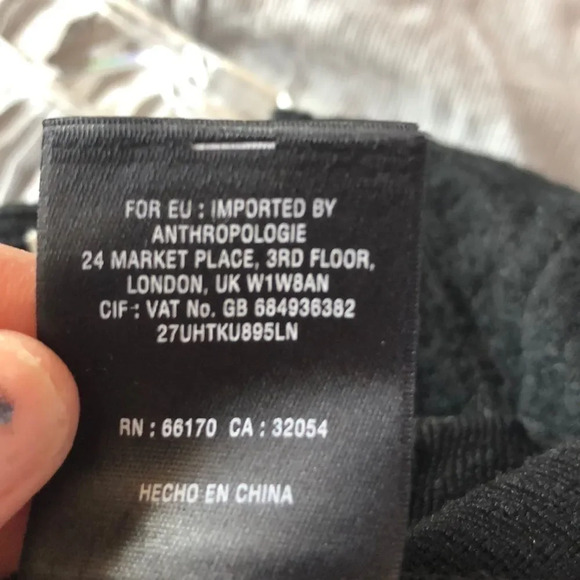 FOR EU : IMPORTED BY
ANTHROPOLOGIE
24 MARKET PLACE, 3RD FLOOR,
LONDON, UK W1W8AN
CIF : VAT No. GB 684936382
27UHTKU895LN
RN : 66170 CA : 32054
HECHO EN CHINA